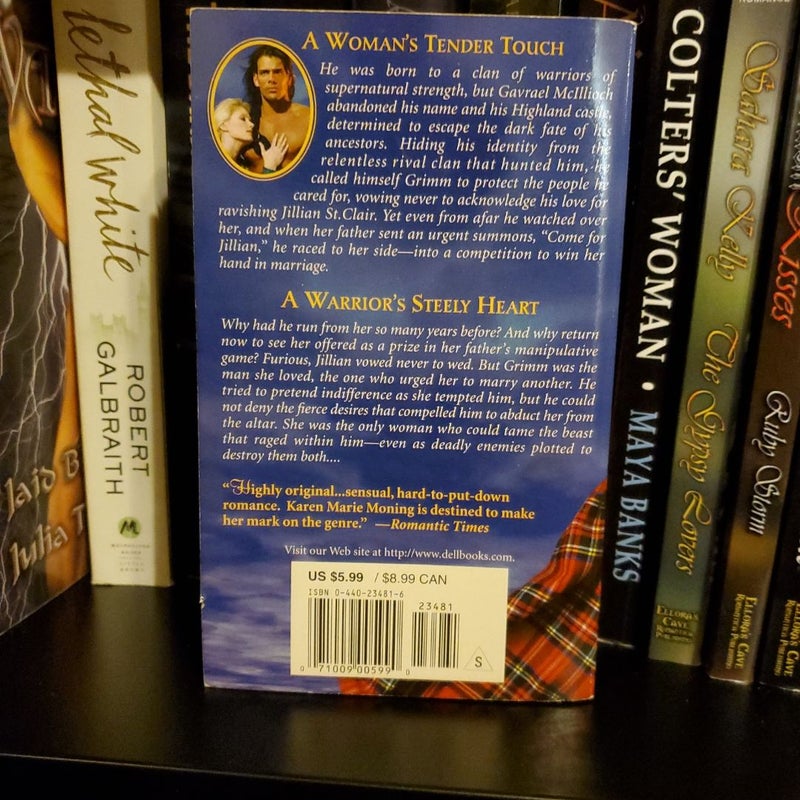 lethal white
ROBERT
GALBRAITH
A WOMAN'S TENDER TOUCH
He was born to a clan of warriors of
supernatural strength, but Gavrael McIllioch
abandoned his name and his Highland castle,
determined to escape the dark fate of his
ancestors. Hiding his identity from the
relentless rival clan that hunted him, he
called himself Grimm to protect the people he
cared for, vowing never to acknowledge his love for
ravishing Jillian St.Clair. Yet even from afar he watched over
her, and when her father sent an urgent summons, "Come for
Jillian," he raced to her side—into a competition to win her
hand in marriage.
A WARRIOR'S STEELY HEART
Why had he run from her so many years before? And why return
now to see her offered as a prize in her father's manipulative
game? Furious, Jillian vowed never to wed. But Grimm was the
man she loved, the one who urged her to marry another. He
tried to pretend indifference as she tempted him, but he could
not deny the fierce desires that compelled him to abduct her from
the altar. She was the only woman who could tame the beast
that raged within him—even as deadly enemies plotted to
destroy them both....
"Highly original...sensual, hard-to-put-down
romance. Karen Marie Moning is destined to make
her mark on the genre." —Romantic Times
Visit our Web site at http://www.dellbooks.com.
US $5.99 / $8.99 CAN
ISBN 0-440-23481-6
23481
0 71009 00599 0
S
COLTERS' WOMAN • MAYA BANKS
Sahara Kelly The Gypsy Lovers
ELLORA'S
CAVE
Kisses
Ruby Storm
ELLORA'S CAVE
laid B
Julia T